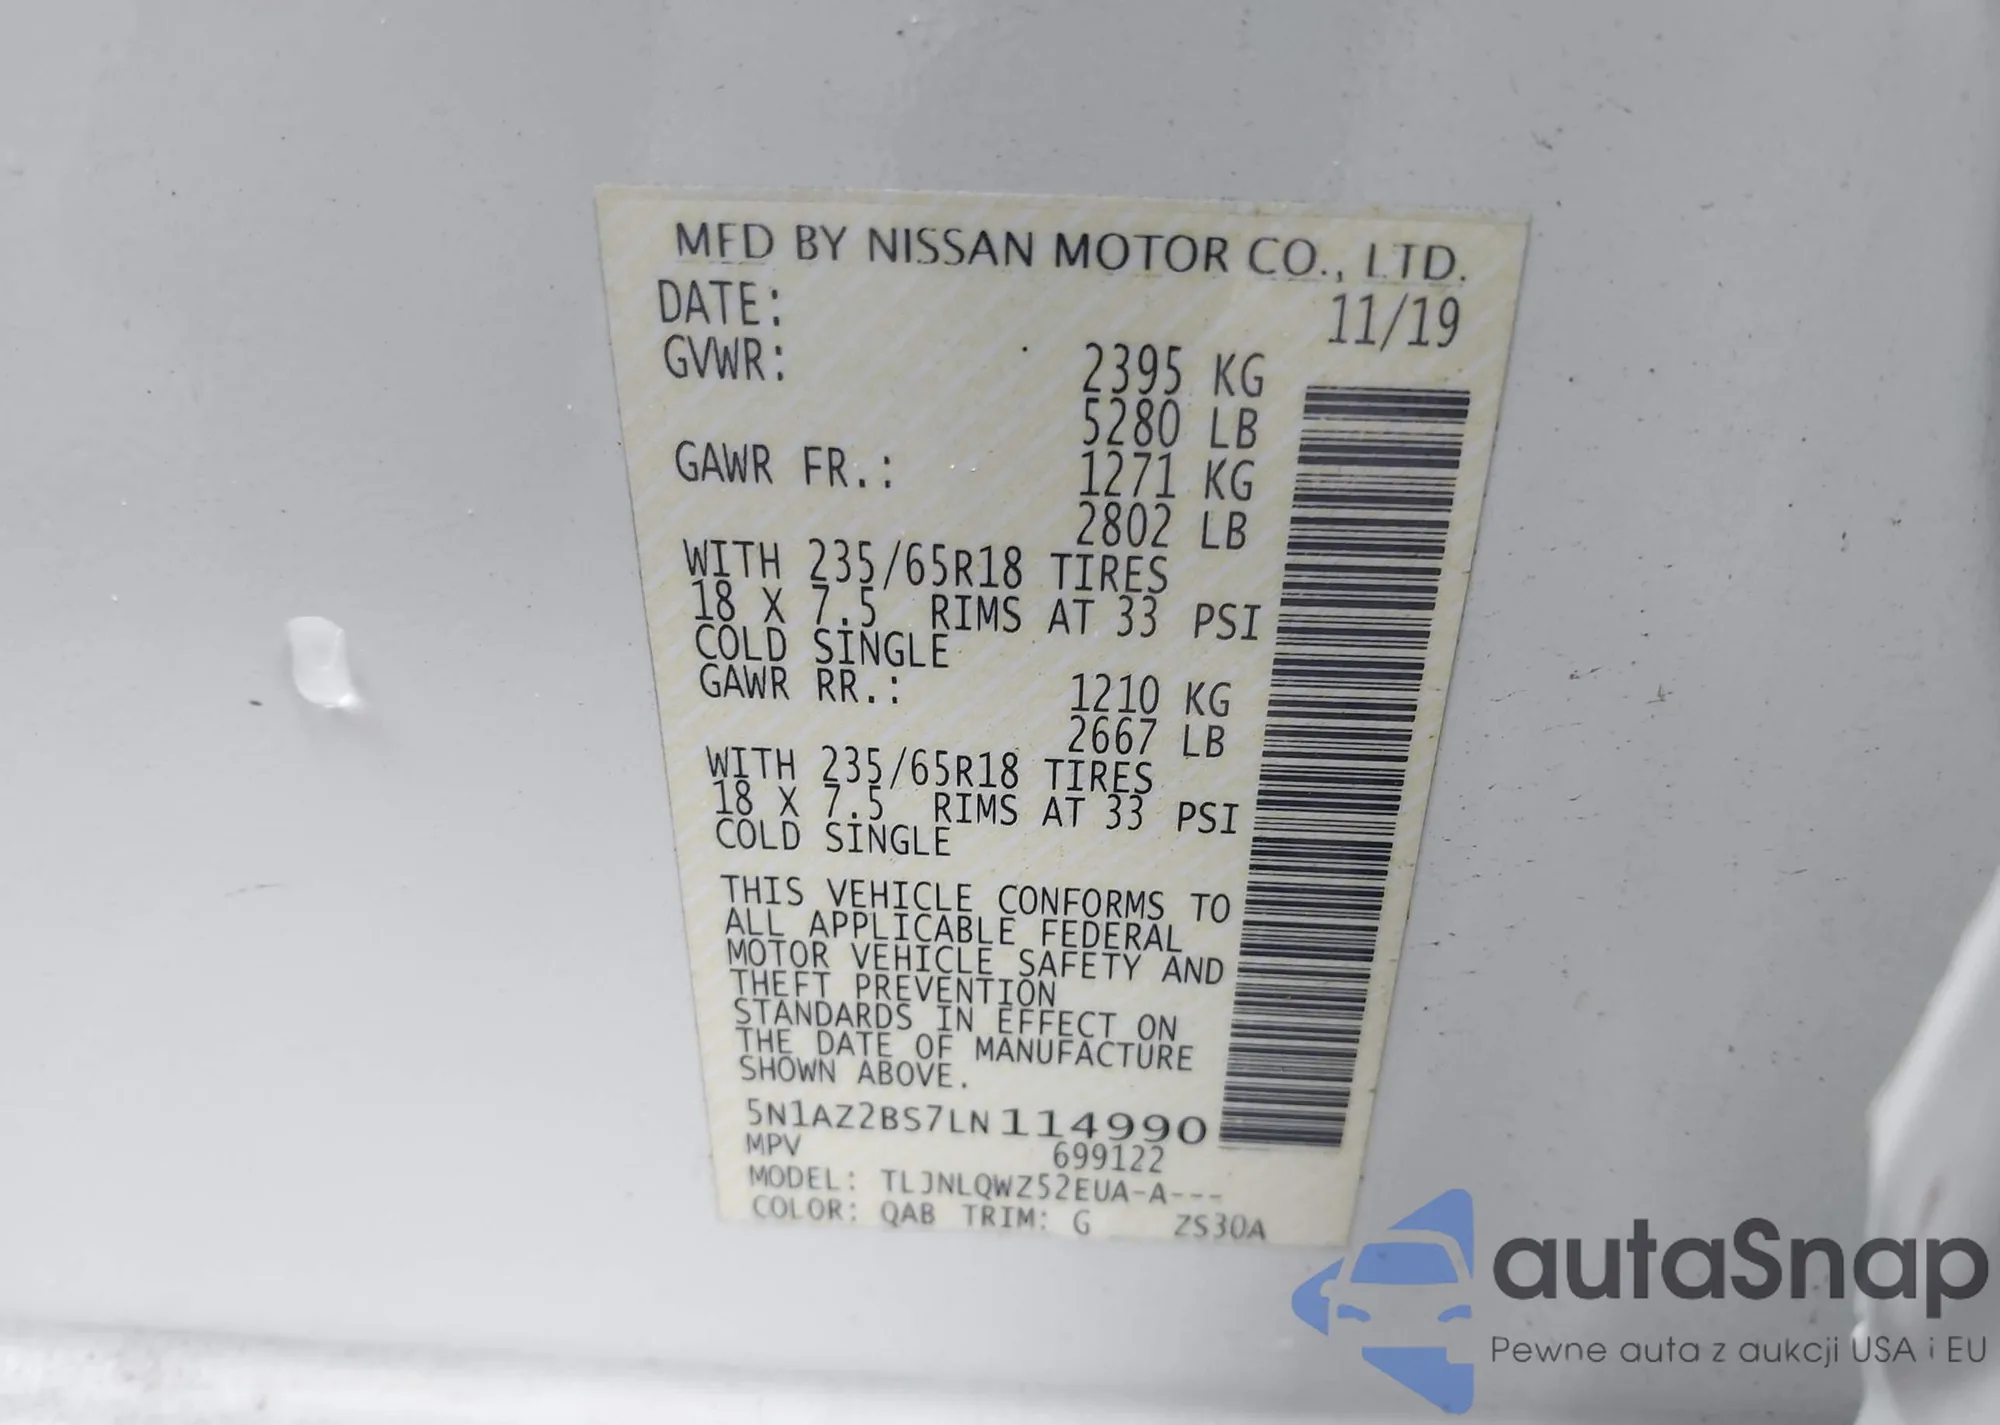 MFD BY NISSAN MOTOR CO., LTD.
DATE: 11/19
GVWR: 2395 KG
5280 LB
GAWR FR.: 1271 KG
2802 LB
WITH 235/65R18 TIRES
18 X 7.5 RIMS AT 33 PSI
COLD SINGLE
GAWR RR.: 1210 KG
2667 LB
WITH 235/65R18 TIRES
18 X 7.5 RIMS AT 33 PSI
COLD SINGLE
THIS VEHICLE CONFORMS TO
ALL APPLICABLE FEDERAL
MOTOR VEHICLE SAFETY AND
THEFT PREVENTION
STANDARDS IN EFFECT ON
THE DATE OF MANUFACTURE
SHOWN ABOVE.
5N1AZ2BS7LN114990
MPV 699122
MODEL: TLJNLQWZ52EUA-A---
COLOR: QAB TRIM: G ZS30A
autaSnap
Pewne auta z aukcji USA i EU